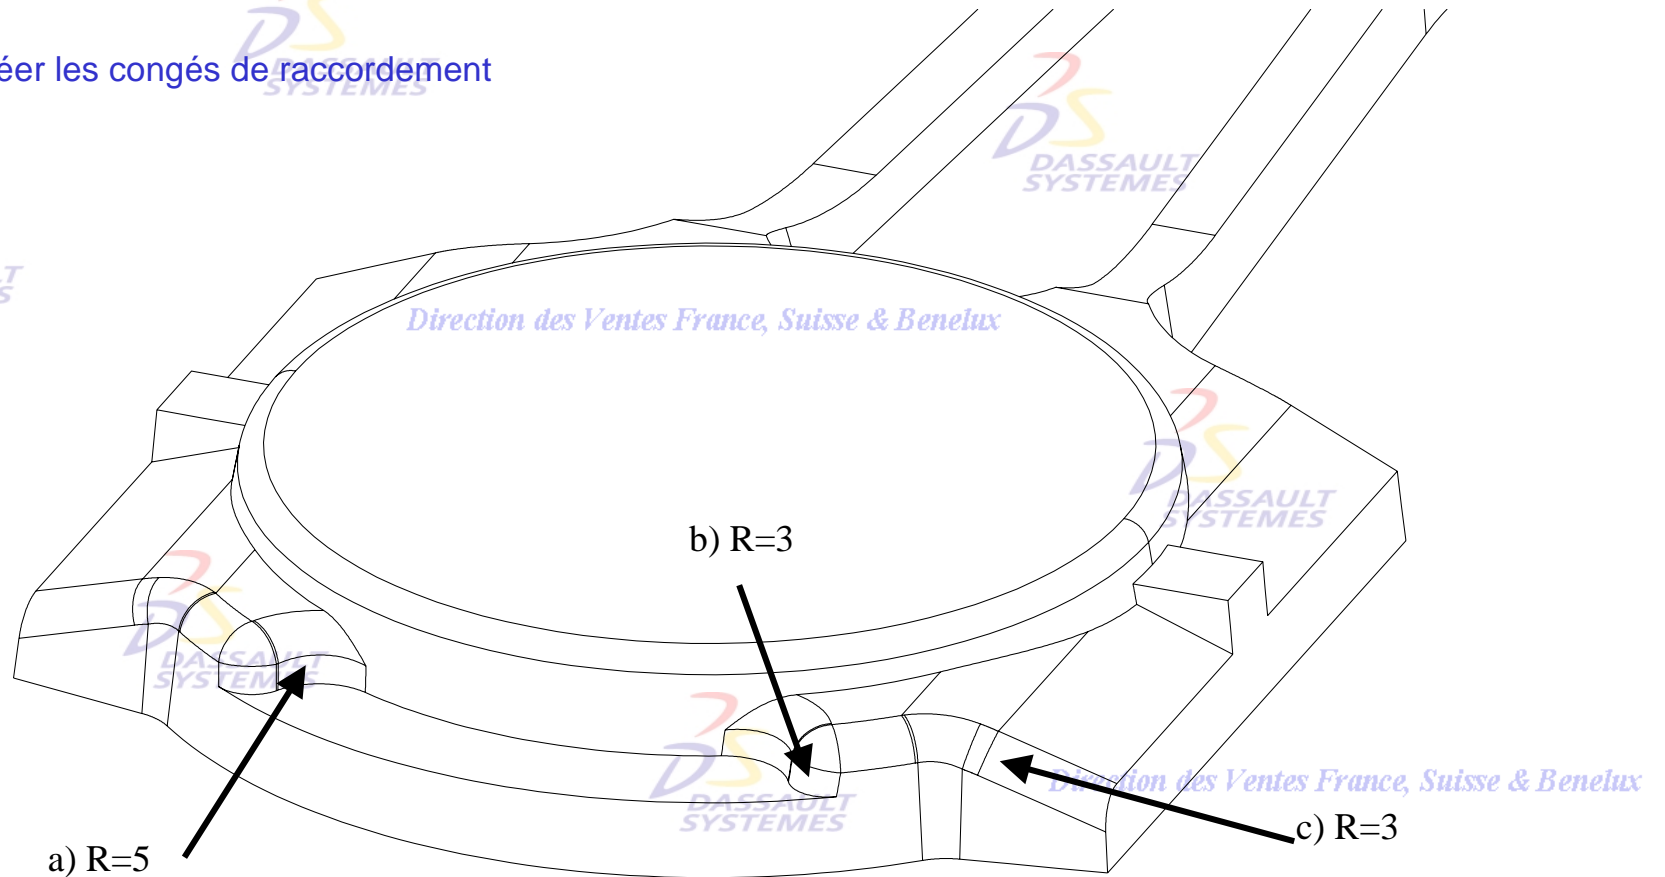 éer les congés de raccordement
DASSAULT
SYSTEMES
DASSAULT
SYSTEMES
T
S
Direction des Ventes France, Suisse & Benelux
DASSAULT
SYSTEMES
b) R=3
DASSAULT
SYSTEMES
Direction des Ventes France, Suisse & Benelux
DASSAULT
SYSTEMES
c) R=3
a) R=5